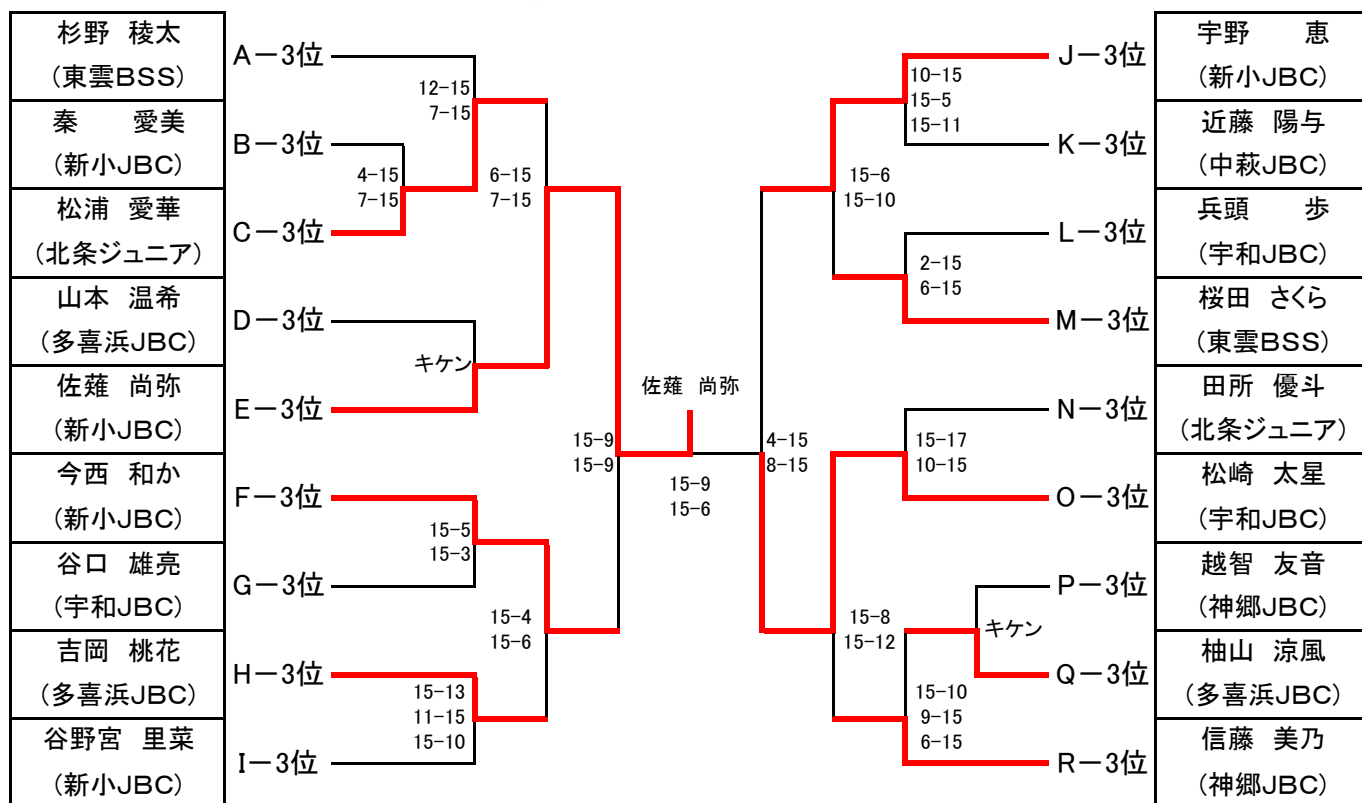 杉野 稜太
(東雲BSS)
秦 愛美
(新小JBC)
松浦 愛華
(北条ジュニア)
山本 温希
(多喜浜JBC)
佐薙 尚弥
(新小JBC)
今西 和か
(新小JBC)
谷口 雄亮
(宇和JBC)
吉岡 桃花
(多喜浜JBC)
谷野宮 里菜
(新小JBC)
A－3位
B－3位
C－3位
D－3位
E－3位
F－3位
G－3位
H－3位
I－3位
12-15
7-15
4-15
7-15
6-15
7-15
キケン
15-9
15-9
15-5
15-3
15-4
15-6
15-13
11-15
15-10
佐薙 尚弥
15-9
15-6
10-15
15-5
15-11
15-6
15-10
2-15
6-15
4-15
8-15
15-17
10-15
15-8
15-12
キケン
15-10
9-15
6-15
J－3位
K－3位
L－3位
M－3位
N－3位
O－3位
P－3位
Q－3位
R－3位
宇野 恵
(新小JBC)
近藤 陽与
(中萩JBC)
兵頭 歩
(宇和JBC)
桜田 さくら
(東雲BSS)
田所 優斗
(北条ジュニア)
松崎 太星
(宇和JBC)
越智 友音
(神郷JBC)
柚山 涼風
(多喜浜JBC)
信藤 美乃
(神郷JBC)